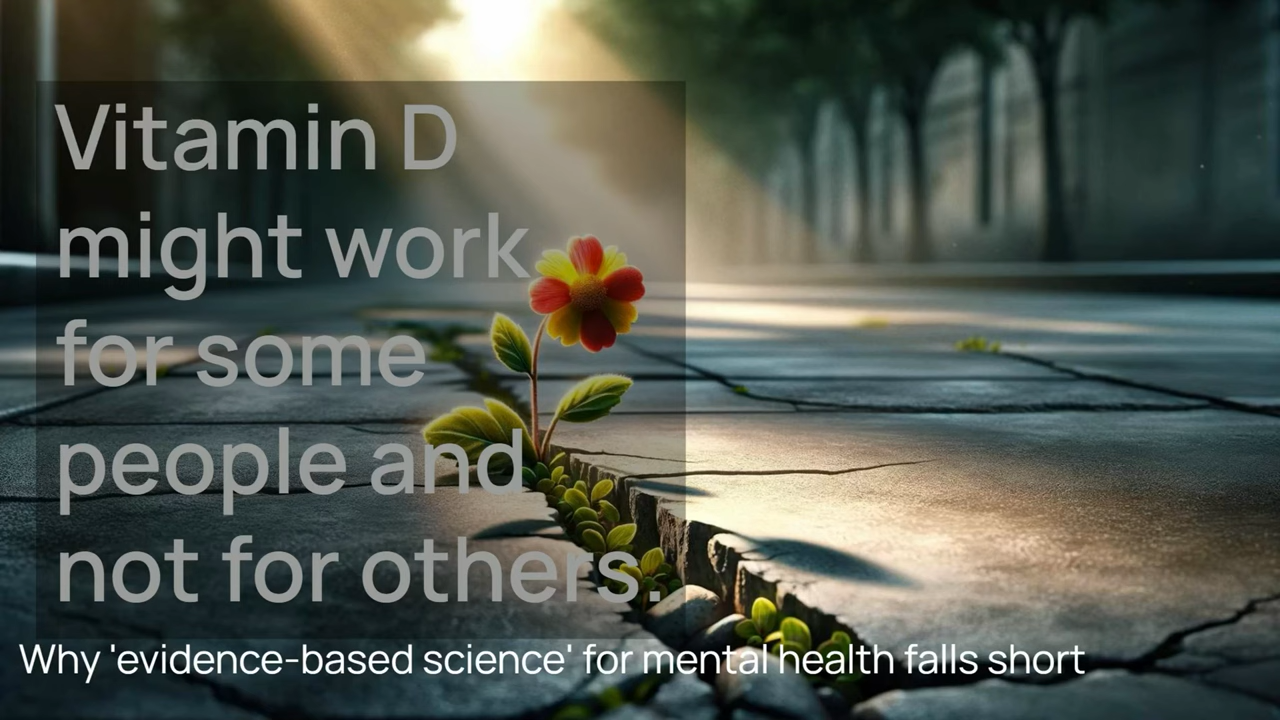 Vitamin D
might work
for some
people and
not for others.
Why 'evidence-based science' for mental health falls short